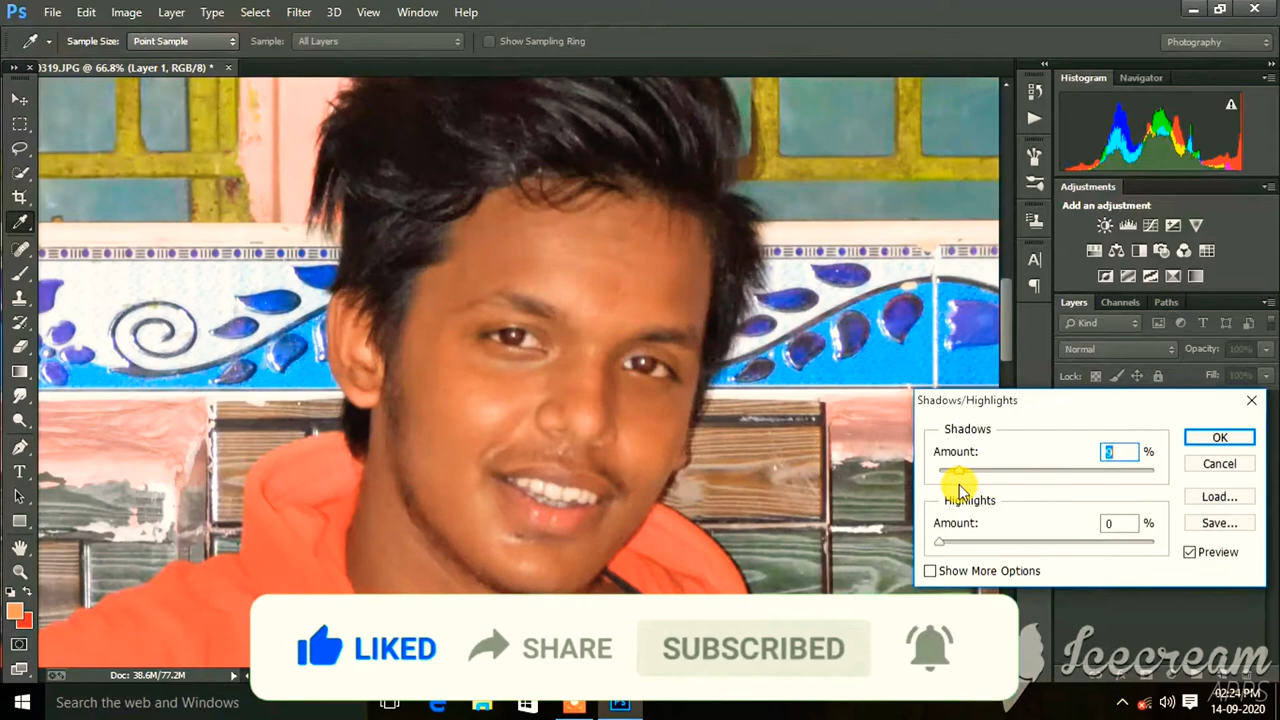 Ps File Edit Image Layer Type Select Filter 3D View Window Help
Sample Size: Point Sample Sample: All Layers Show Sampling Ring Photography
0319.JPG @ 66.8% (Layer 1, RGB/8) * ×
Histogram Navigator
Adjustments
Add an adjustment
Layers Channels Paths
Kind
Normal Opacity: 100%
Lock: Fill: 100%
Shadows/Highlights
Shadows
Amount: %
Highlights
Amount: 0 %
Show More Options
OK
Cancel
Load...
Save...
Preview
LIKED SHARE SUBSCRIBED
Icecream
APPS
Doc: 38.6M/77.2M
Search the web and Windows
02:24 PM
14-09-2020